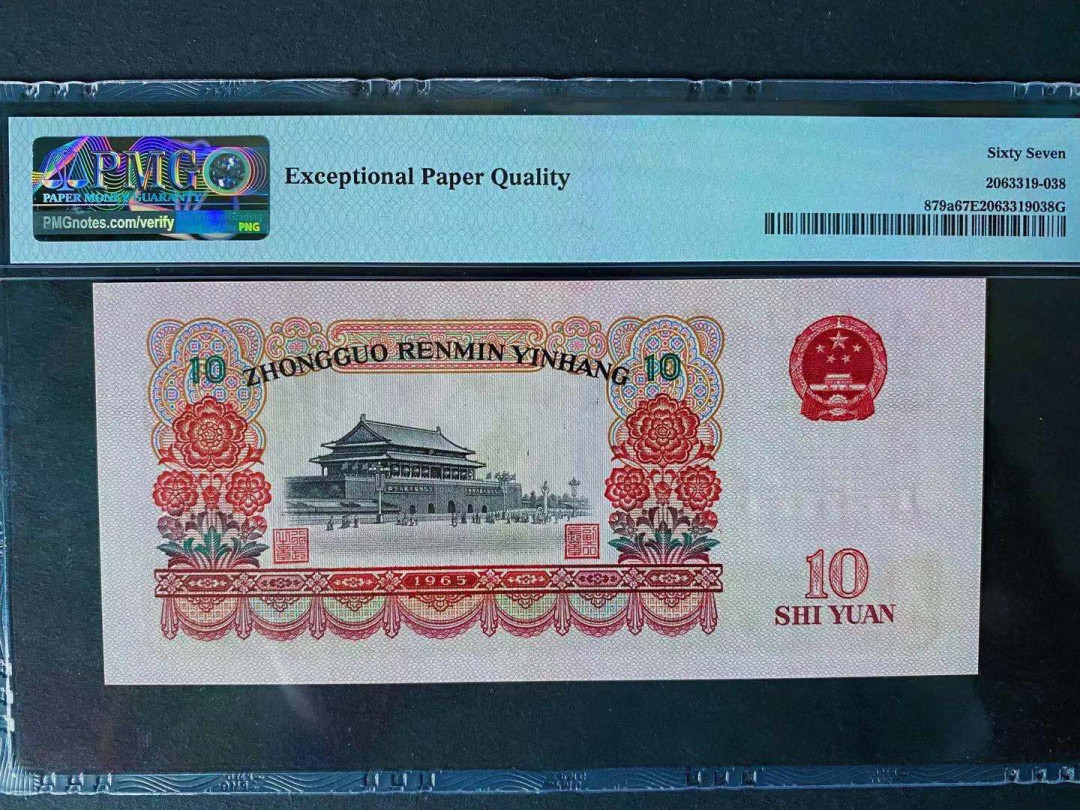 PMG
PAPER MONEY GUARANTY
PMGnotes.com/verify
PNG
Exceptional Paper Quality
Sixty Seven
2063319-038
879a67E2063319038G
10
ZHONGGUO RENMIN YINHANG
10
1965
10
SHI YUAN